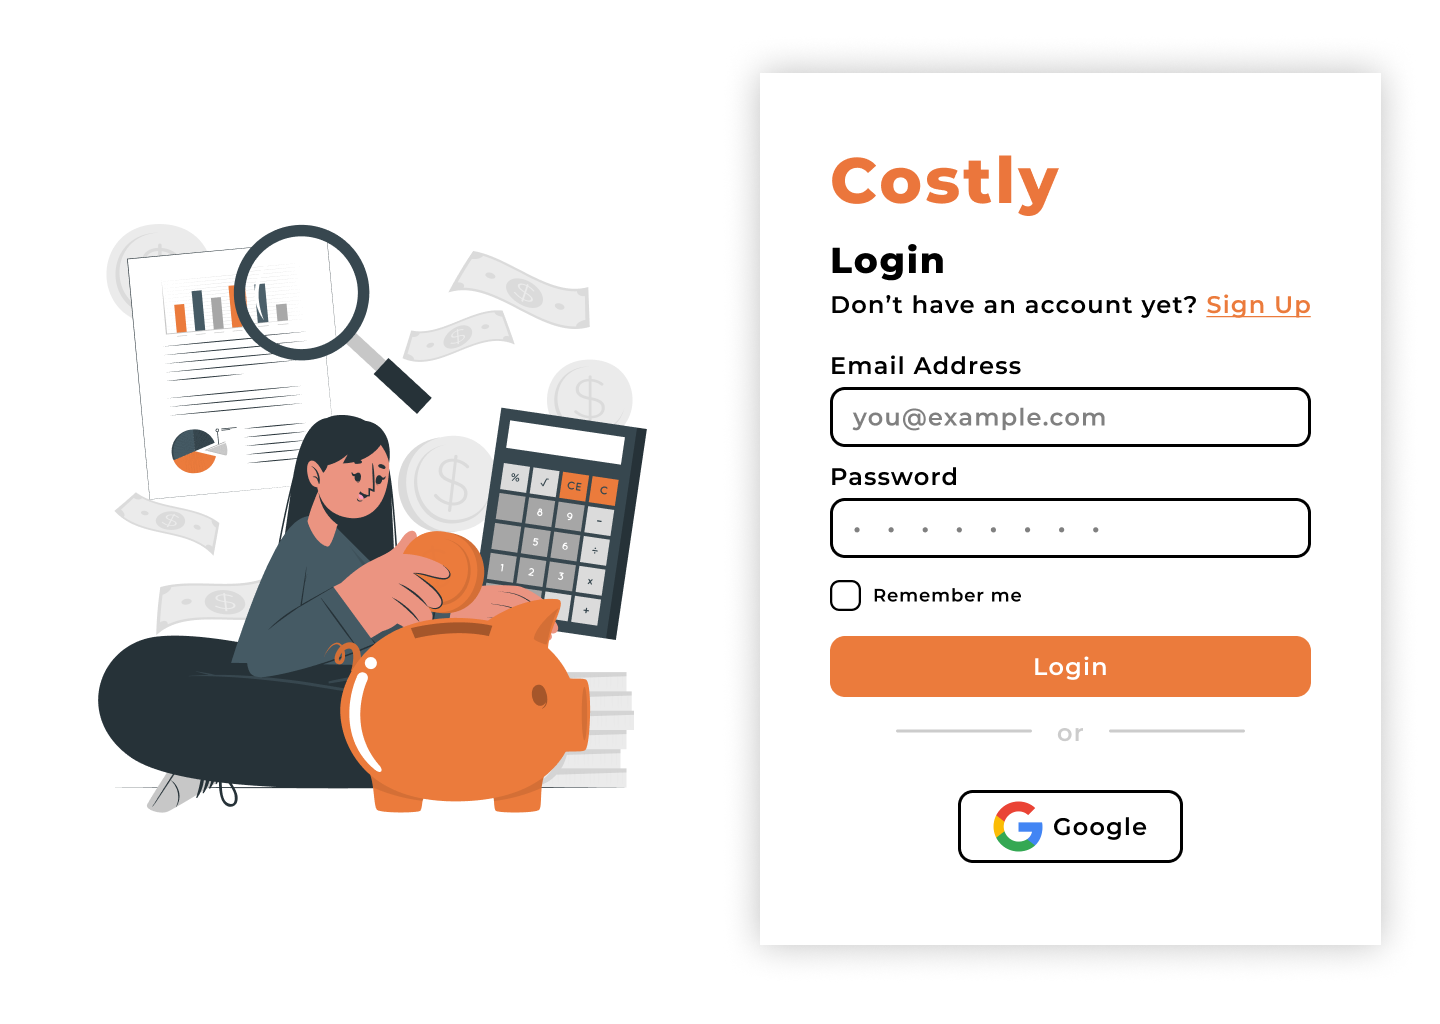 Costly
Login
Don’t have an account yet? Sign Up
Email Address
you@example.com
Password
Remember me
Login
or
Google
$
$
$
$
$
$
$
% √ CE C
8 9 −
5 6 ÷
1 2 3 x
+